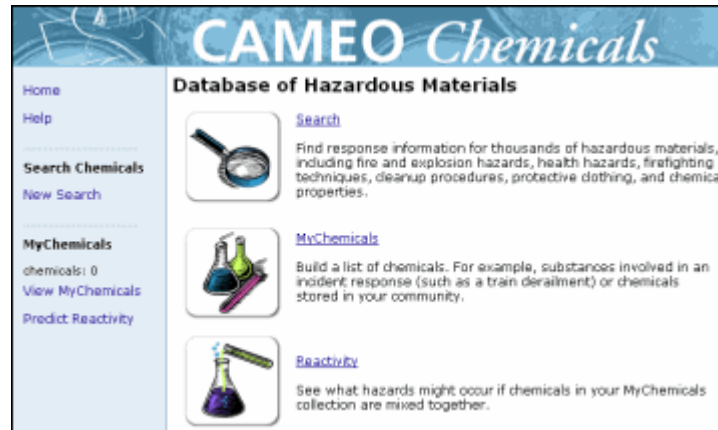 CAMEO Chemicals
Home
Help
Search Chemicals
New Search
MyChemicals
chemicals: 0
View MyChemicals
Predict Reactivity
Database of Hazardous Materials
Search
Find response information for thousands of hazardous materials,
including fire and explosion hazards, health hazards, firefighting
techniques, cleanup procedures, protective clothing, and chemica
properties.
MyChemicals
Build a list of chemicals. For example, substances involved in an
incident response (such as a train derailment) or chemicals
stored in your community.
Reactivity
See what hazards might occur if chemicals in your MyChemicals
collection are mixed together.